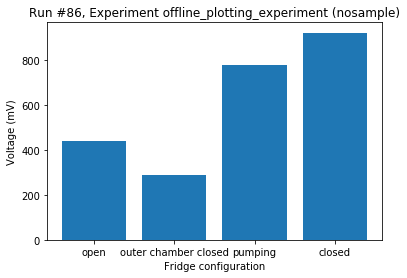 Run #86, Experiment offline_plotting_experiment (nosample)
Voltage (mV)
800
600
400
200
0
open outer chamber closed pumping closed
Fridge configuration